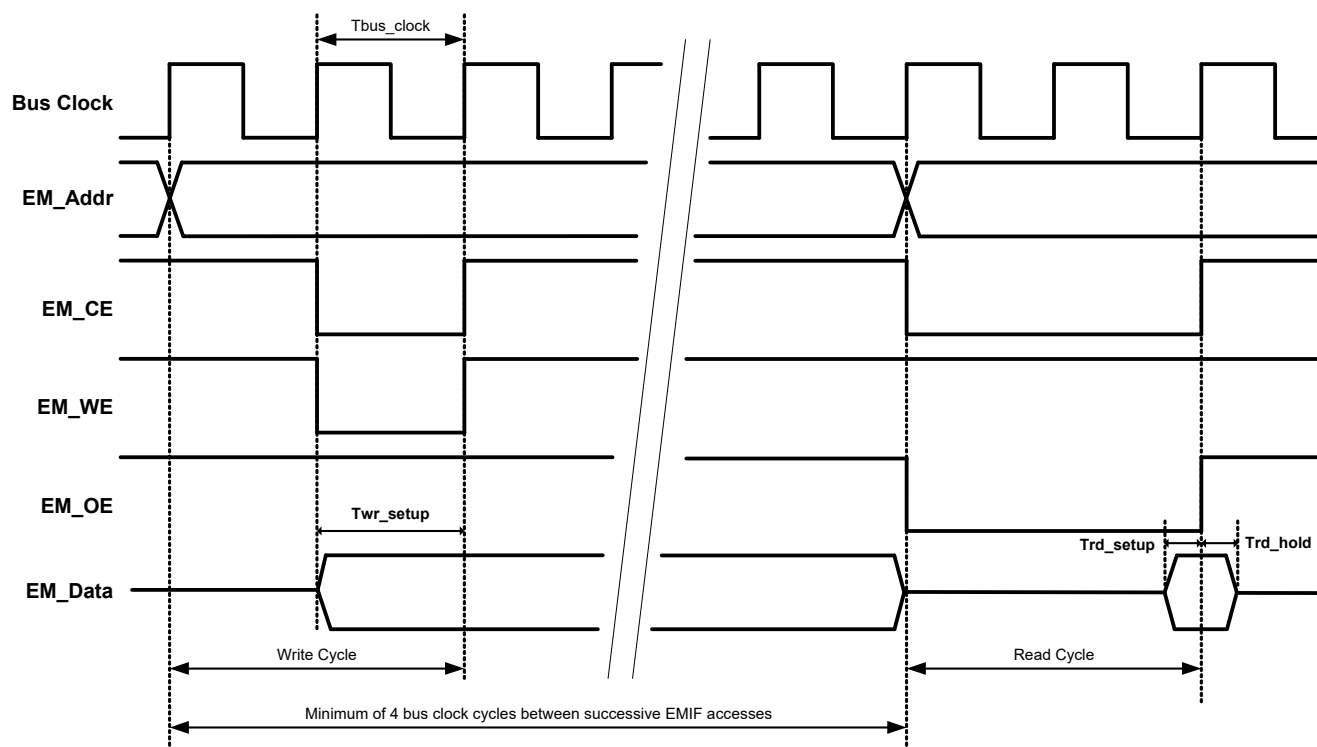 Tbus_clock
Bus Clock
EM_Addr
EM_CE
EM_WE
EM_OE
Twr_setup
Trd_setup
Trd_hold
EM_Data
Write Cycle
Read Cycle
Minimum of 4 bus clock cycles between successive EMIF accesses